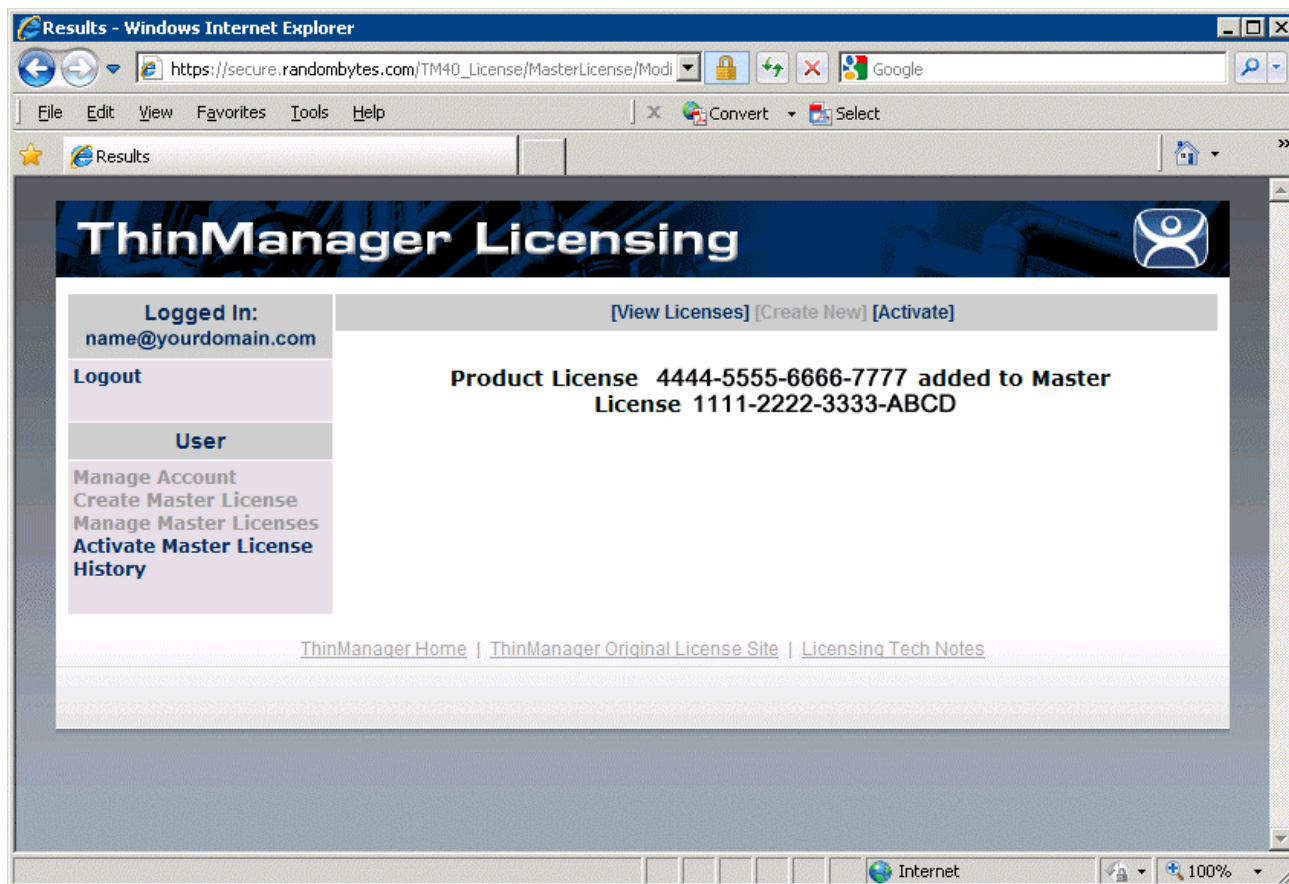 Results - Windows Internet Explorer
https://secure.randombytes.com/TM40_License/MasterLicense/Modi
Google
File Edit View Favorites Tools Help
Convert Select
Results
»
ThinManager Licensing
Logged In:
name@yourdomain.com
[View Licenses] [Create New] [Activate]
Logout
Product License 4444-5555-6666-7777 added to Master
License 1111-2222-3333-ABCD
User
Manage Account
Create Master License
Manage Master Licenses
Activate Master License
History
ThinManager Home | ThinManager Original License Site | Licensing Tech Notes
Internet
100%